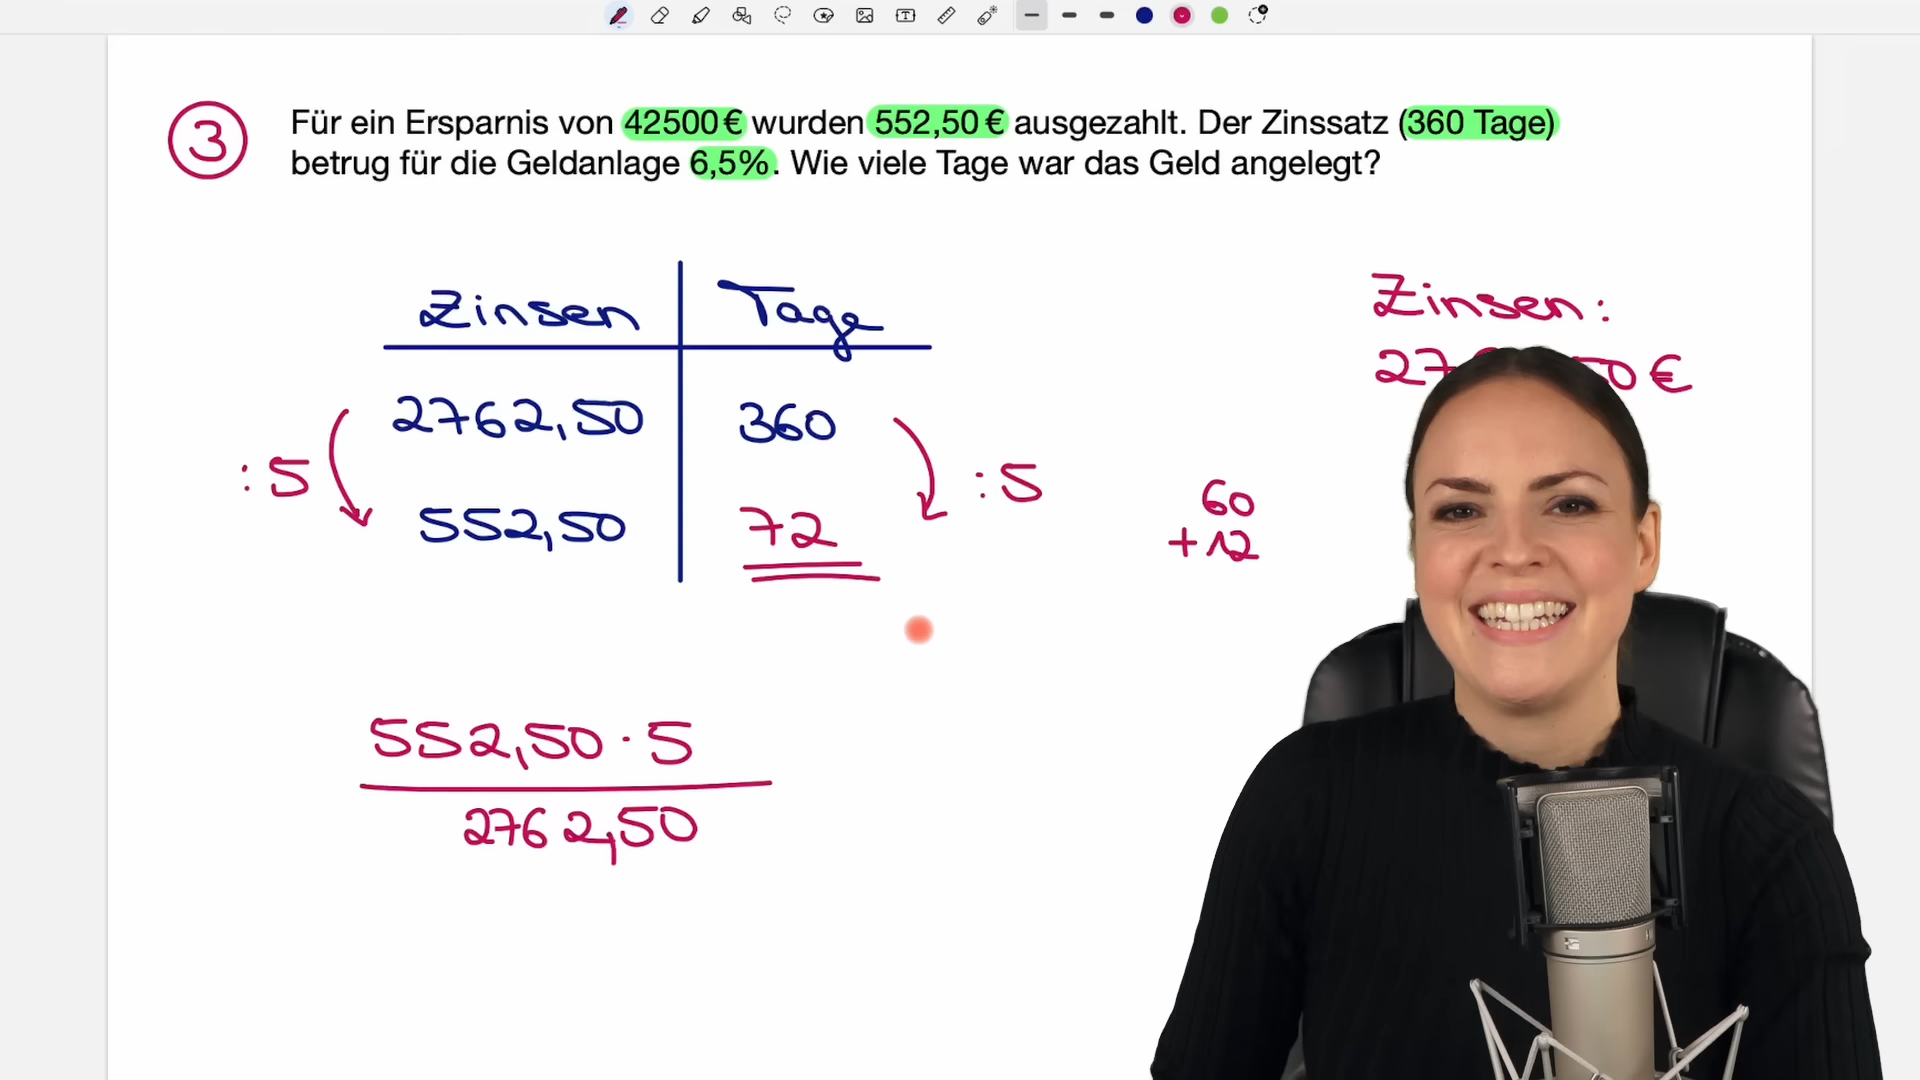 3
Für ein Ersparnis von 42500€ wurden 552,50€ ausgezahlt. Der Zinssatz (360 Tage)
betrug für die Geldanlage 6,5%. Wie viele Tage war das Geld angelegt?
Zinsen:
27 50€
Zinsen Tage
2762,50 360
:5 :5
552,50 72
60
+12
552,50 · 5
2762,50